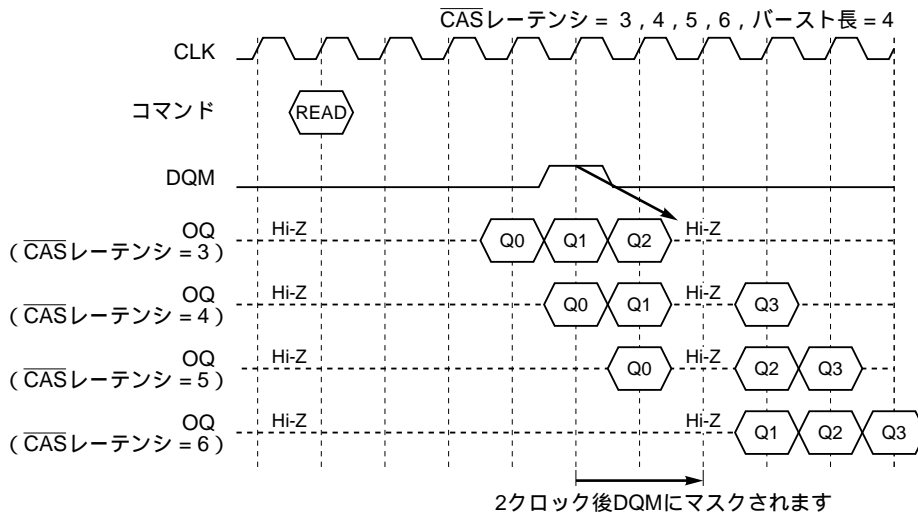 CASレーテンシ = 3 , 4 , 5 , 6 , バースト長 = 4
CLK
コマンド
READ
DQM
OQ
( CASレーテンシ = 3 )
Hi-Z
Q0
Q1
Q2
Hi-Z
OQ
( CASレーテンシ = 4 )
Hi-Z
Q0
Q1
Hi-Z
Q3
OQ
( CASレーテンシ = 5 )
Hi-Z
Q0
Hi-Z
Q2
Q3
OQ
( CASレーテンシ = 6 )
Hi-Z
Hi-Z
Q1
Q2
Q3
2クロック後DQMにマスクされます